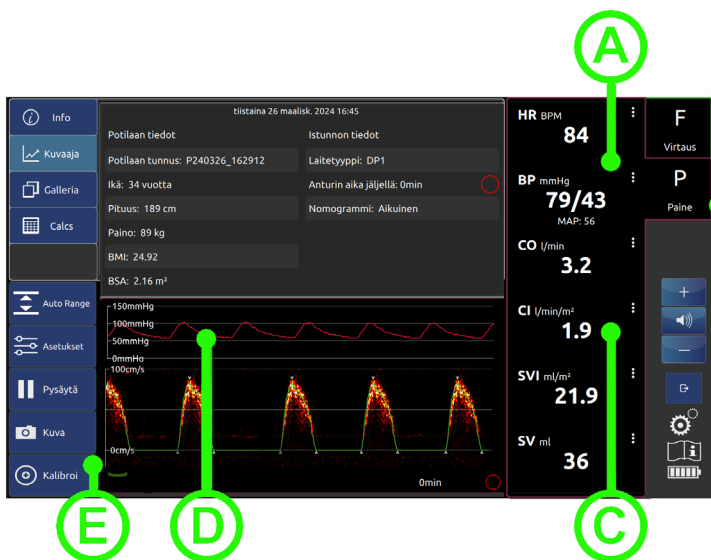 A
tiistaina 26 maalisk. 2024 16:45
Info
Kuvaaja
Galleria
Calcs
Auto Range
Asetukset
Pysäytä
Kuva
Kalibroi
Potilaan tiedot
Potilaan tunnus: P240326_162912
Ikä: 34 vuotta
Pituus: 189 cm
Paino: 89 kg
BMI: 24.92
BSA: 2.16 m²
Istunnon tiedot
Laitetyyppi: DP1
Anturin aika jäljellä: 0min
Nomogrammi: Aikuinen
150mmHg
100mmHg
50mmHg
0mmHg
100cm/s
0cm/s
0min
HR BPM
84
BP mmHg
79/43
MAP: 56
CO l/min
3.2
CI l/min/m²
1.9
SVI ml/m²
21.9
SV ml
36
F
Virtaus
P
Paine
+
−
i
E
D
C